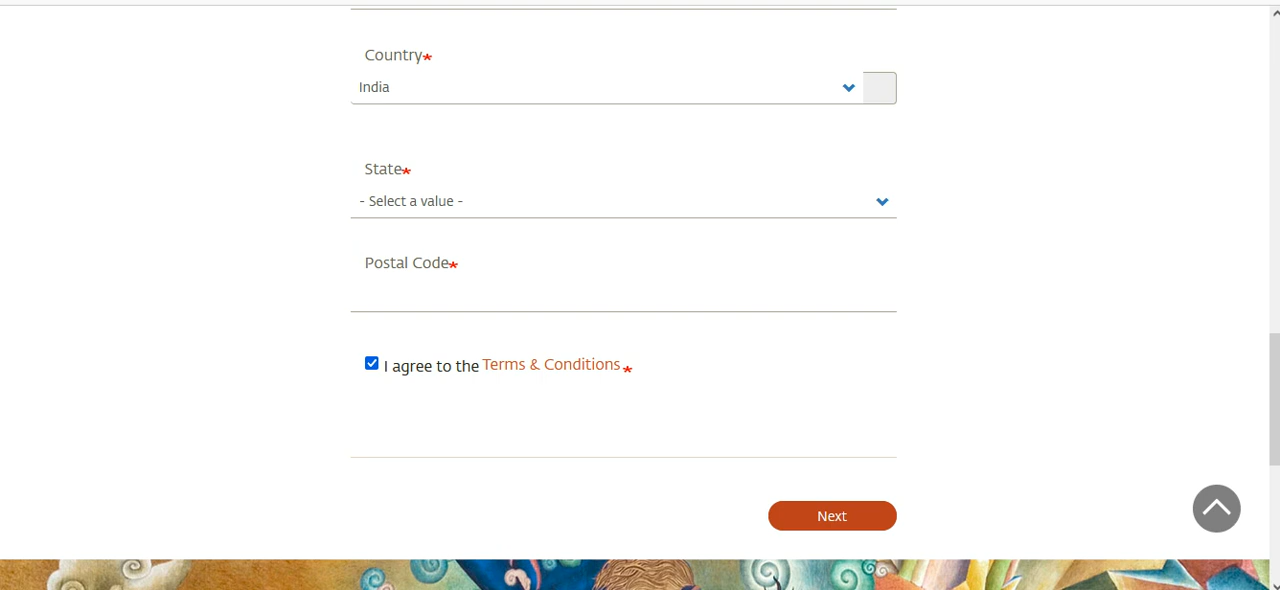 Country*
India
State*
- Select a value -
Postal Code*
I agree to the Terms & Conditions *
Next